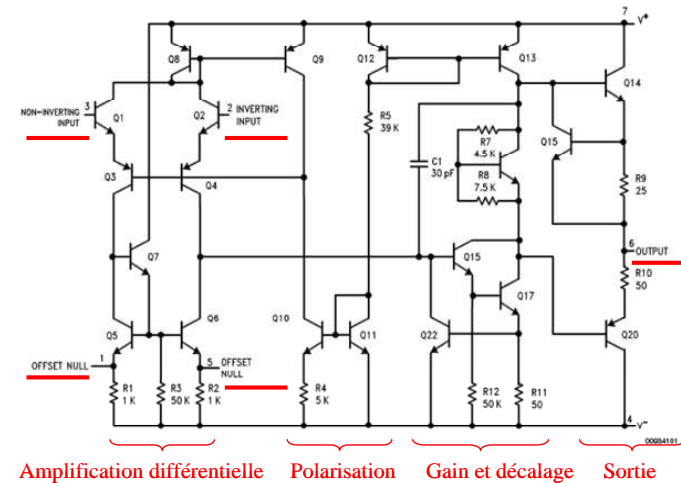 7
V+
Q8
Q9
Q12
Q13
Q14
3
NON-INVERTING
INPUT
Q1
2
INVERTING
INPUT
Q2
R5
39 K
R7
4.5 K
R8
7.5 K
C1
30 pF
Q15
R9
25
Q3
Q4
Q7
Q15
6
OUTPUT
R10
50
Q17
Q5
Q6
Q10
Q11
Q22
Q20
OFFSET NULL
1
5
OFFSET
NULL
R1
1 K
R3
50 K
R2
1 K
R4
5 K
R12
50 K
R11
50
4
V-
00934101
Amplification différentielle
Polarisation
Gain et décalage
Sortie